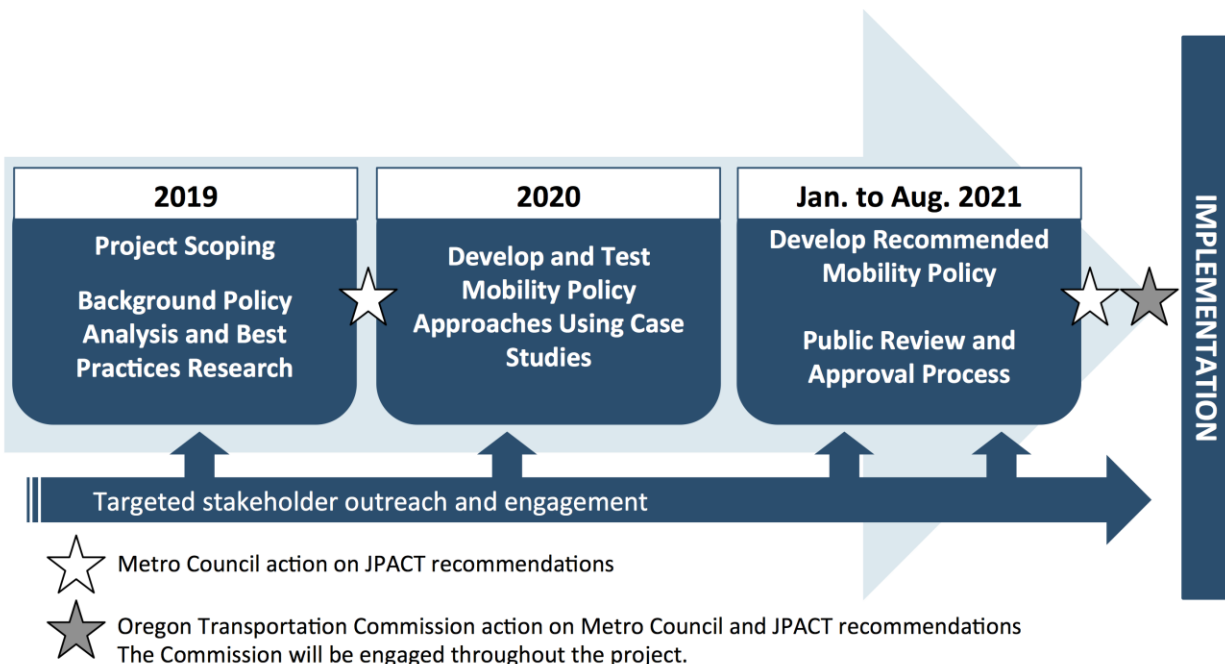 2019
Project Scoping
Background Policy
Analysis and Best
Practices Research
2020
Develop and Test
Mobility Policy
Approaches Using Case
Studies
Jan. to Aug. 2021
Develop Recommended
Mobility Policy
Public Review and
Approval Process
IMPLEMENTATION
Targeted stakeholder outreach and engagement
Metro Council action on JPACT recommendations
Oregon Transportation Commission action on Metro Council and JPACT recommendations
The Commission will be engaged throughout the project.